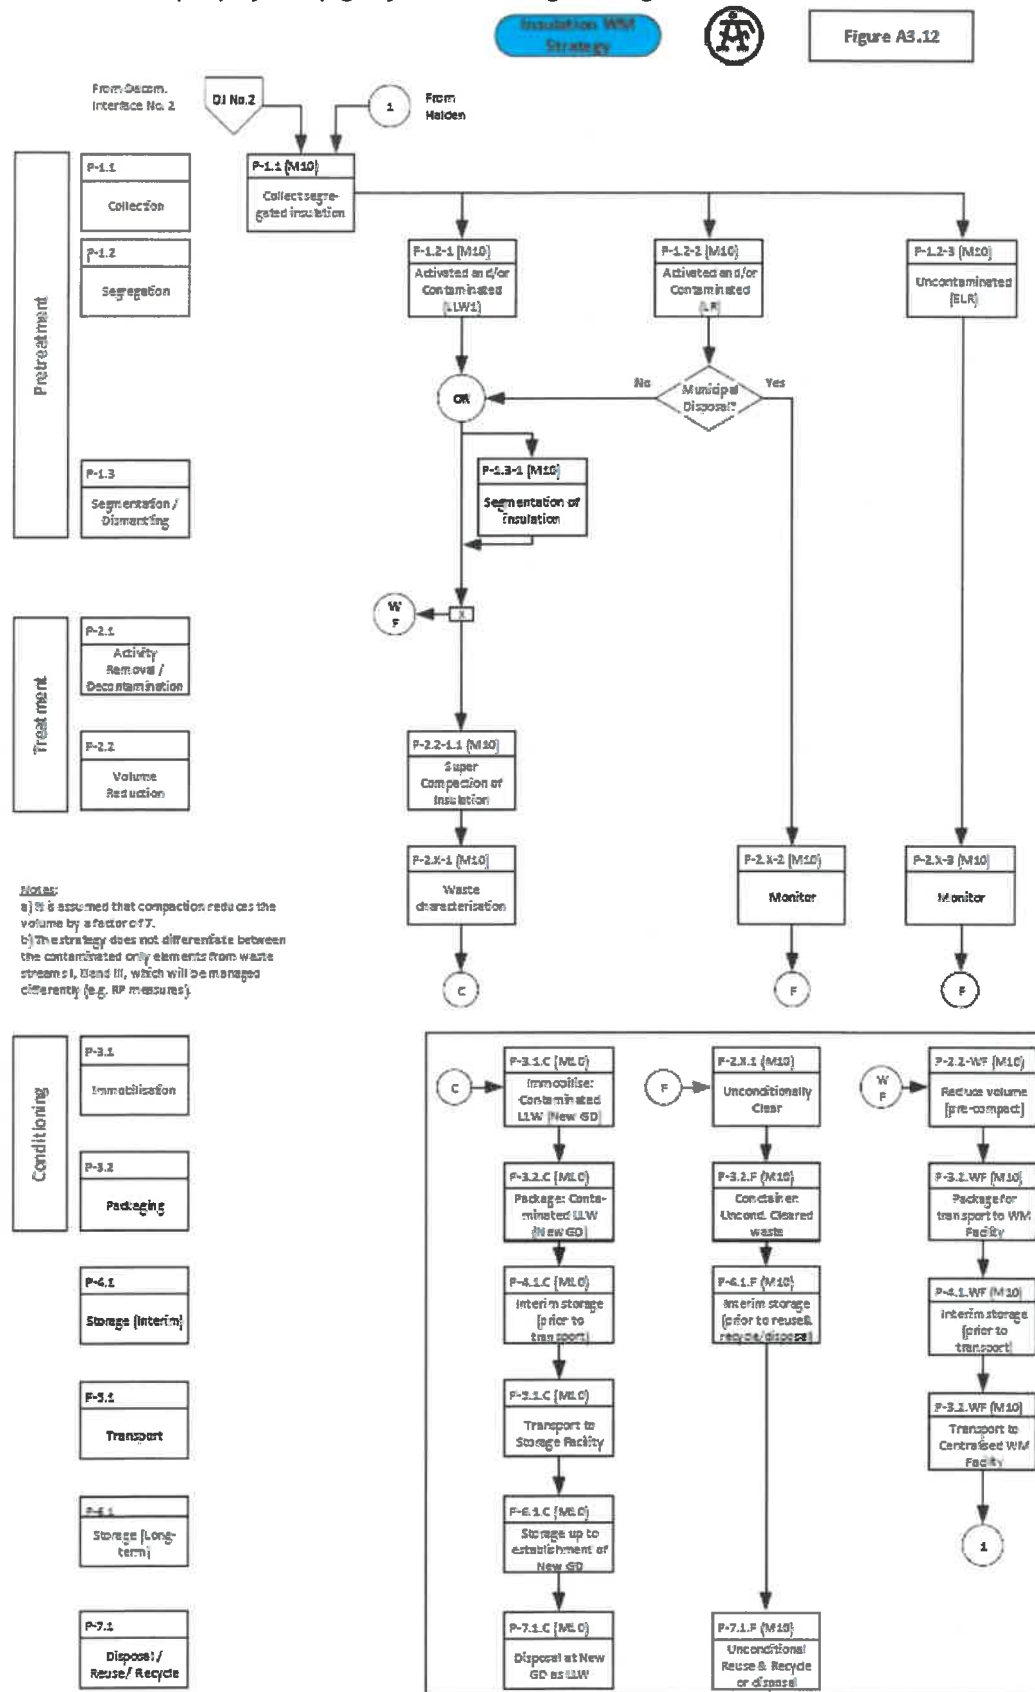 Insulation WM
Strategy
Figure A3.12
From Decom.
Interface No. 2
DI No.2
1
From
Halden
Pretreatment
P-1.1
Collection
P-1.2
Segregation
P-1.3
Segmentation /
Dismantling
P-1.1 (M10)
Collect segre-
gated insulation
P-1.2-1 (M10)
Activated and/or
Contaminated
(LLW1)
P-1.2-2 (M10)
Activated and/or
Contaminated
(LR)
P-1.2-3 (M10)
Uncontaminated
(ELR)
OR
No
Municipal
Disposal?
Yes
P-1.3-1 (M10)
Segmentation of
insulation
W
F
X
Treatment
P-2.1
Activity
Removal /
Decontamination
P-2.2
Volume
Reduction
P-2.2-1.1 (M10)
Super
Compaction of
Insulation
P-2.X-1 (M10)
Waste
characterisation
P-2.X-2 (M10)
Monitor
P-2.X-3 (M10)
Monitor
C
F
F
Notes:
a) It is assumed that compaction reduces the
volume by a factor of 7.
b) The strategy does not differentiate between
the contaminated only elements from waste
streams I, II and III, which will be managed
differently (e.g. RP measures).
Conditioning
P-3.1
Immobilisation
P-3.2
Packaging
P-4.1
Storage (Interim)
P-5.1
Transport
P-6.1
Storage (Long-
term)
P-7.1
Disposal /
Reuse/ Recycle
C
P-3.1.C (M10)
Immobilise:
Contaminated
LLW (New GD)
P-3.2.C (M10)
Package: Conta-
minated LLW
(New GD)
P-4.1.C (M10)
Interim storage
(prior to
transport)
P-5.1.C (M10)
Transport to
Storage Facility
P-6.1.C (M10)
Storage up to
establishment of
New GD
P-7.1.C (M10)
Disposal at New
GD as LLW
F
P-2.X.1 (M10)
Unconditionally
Clear
P-3.2.F (M10)
Container:
Uncond. Cleared
waste
P-4.1.F (M10)
Interim storage
(prior to reuse&
recycle/disposal)
P-7.1.F (M10)
Unconditional
Reuse & Recycle
or disposal
W
F
P-2.2-WF (M10)
Reduce volume
(pre-compact)
P-3.2.WF (M10)
Package for
transport to WM
Facility
P-4.1.WF (M10)
Interim storage
(prior to
transport)
P-5.2.WF (M10)
Transport to
Centralised WM
Facility
1